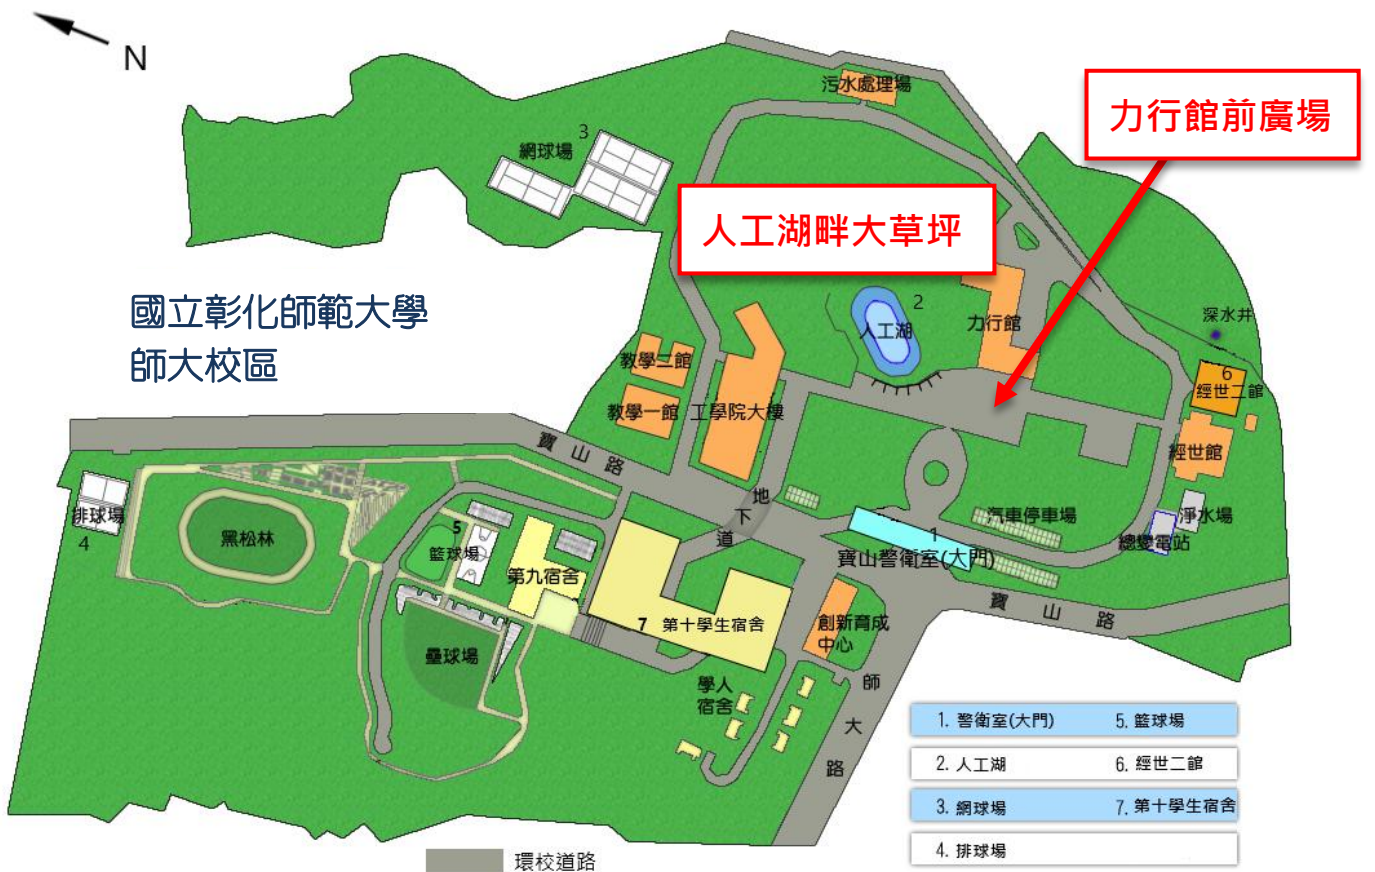 N
污水處理場
力行館前廣場
3
網球場
人工湖畔大草坪
國立彰化師範大學
師大校區
2
人工湖
力行館
深水井
6
經世二館
教學二館
教學一館
工學院大樓
經世館
寶山路
地下道
汽車停車場
淨水場
總變電站
1
寶山警衛室(大門)
寶山路
排球場
4
黑松林
5
籃球場
第九宿舍
7 第十學生宿舍
創新育成
中心
壘球場
學人
宿舍
師大路
1. 警衛室(大門)
5. 籃球場
2. 人工湖
6. 經世二館
3. 網球場
7. 第十學生宿舍
4. 排球場
環校道路